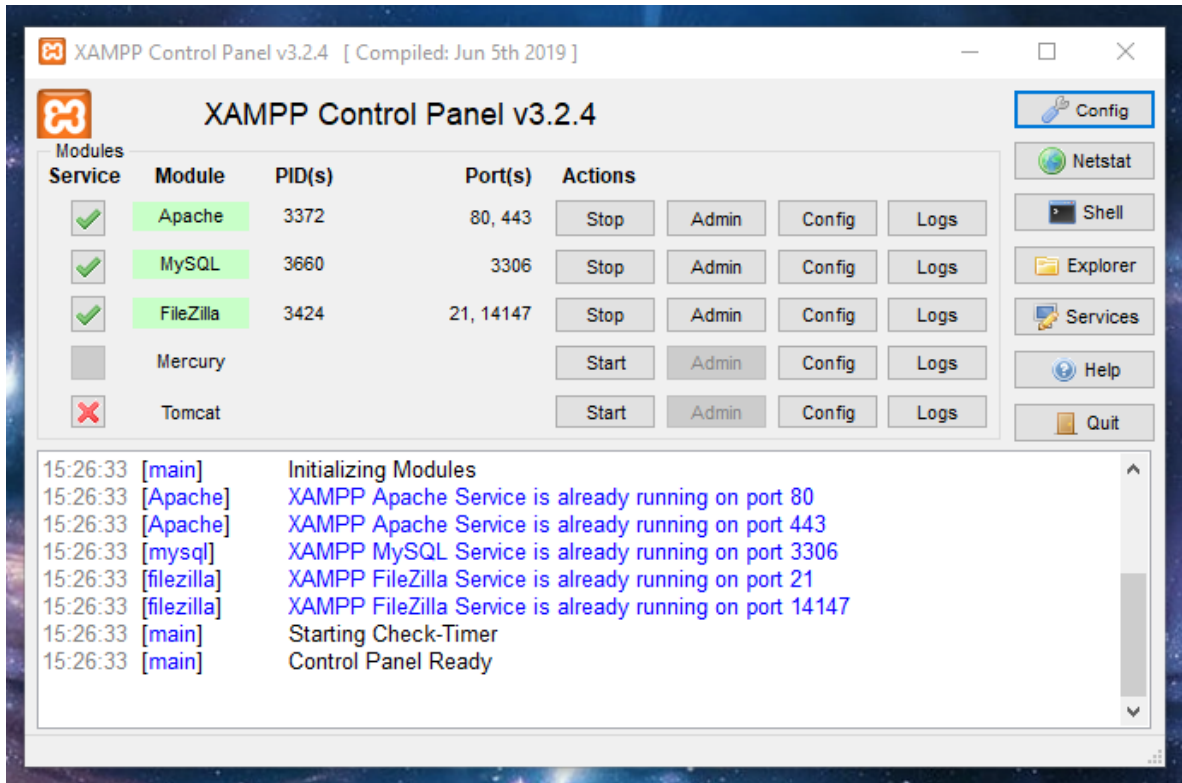 XAMPP Control Panel v3.2.4 [ Compiled: Jun 5th 2019 ]
XAMPP Control Panel v3.2.4
Config
Modules
Netstat
Service Module PID(s) Port(s) Actions
Shell
Apache 3372 80, 443 Stop Admin Config Logs
MySQL 3660 3306 Stop Admin Config Logs
Explorer
FileZilla 3424 21, 14147 Stop Admin Config Logs
Services
Mercury Start Admin Config Logs
Help
Tomcat Start Admin Config Logs
Quit
15:26:33 [main] Initializing Modules
15:26:33 [Apache] XAMPP Apache Service is already running on port 80
15:26:33 [Apache] XAMPP Apache Service is already running on port 443
15:26:33 [mysql] XAMPP MySQL Service is already running on port 3306
15:26:33 [filezilla] XAMPP FileZilla Service is already running on port 21
15:26:33 [filezilla] XAMPP FileZilla Service is already running on port 14147
15:26:33 [main] Starting Check-Timer
15:26:33 [main] Control Panel Ready